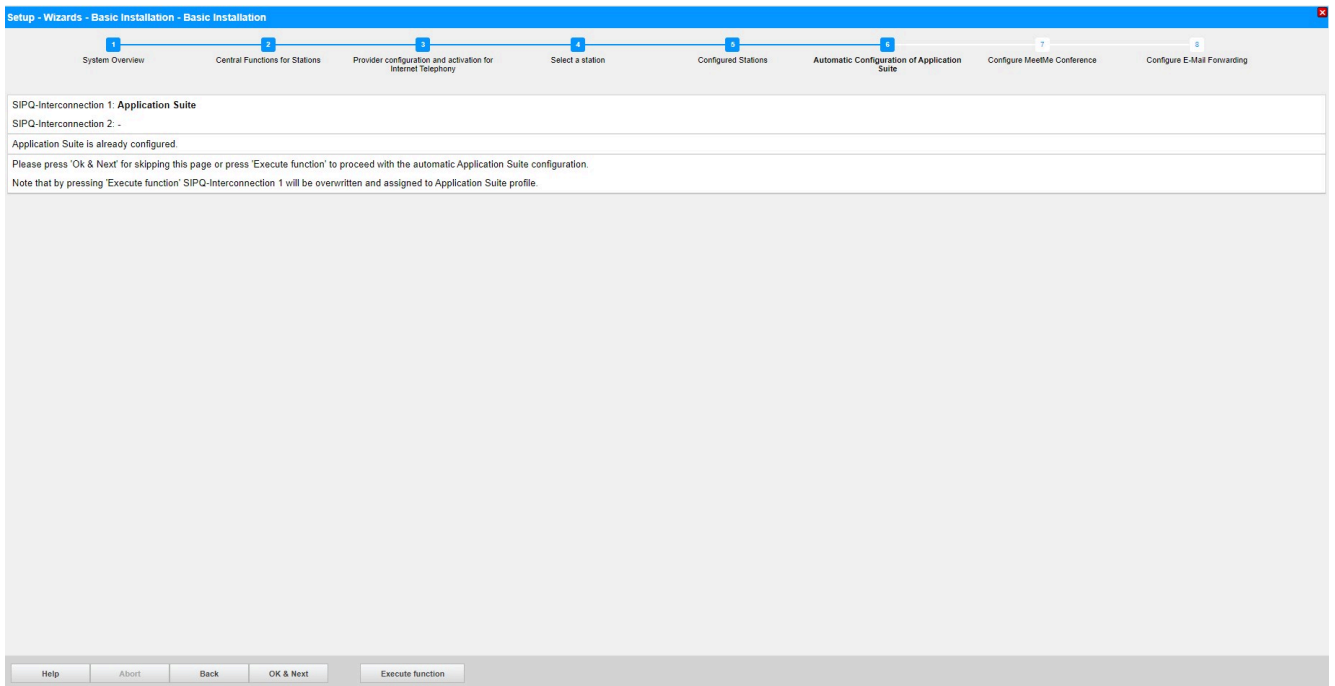 Setup - Wizards - Basic Installation - Basic Installation
1
2
3
4
5
6
7
8
System Overview
Central Functions for Stations
Provider configuration and activation for
Internet Telephony
Select a station
Configured Stations
Automatic Configuration of Application
Suite
Configure MeetMe Conference
Configure E-Mail Forwarding
SIPQ-Interconnection 1: Application Suite
SIPQ-Interconnection 2: -
Application Suite is already configured.
Please press 'Ok & Next' for skipping this page or press 'Execute function' to proceed with the automatic Application Suite configuration.
Note that by pressing 'Execute function' SIPQ-Interconnection 1 will be overwritten and assigned to Application Suite profile.
Help
Abort
Back
OK & Next
Execute function